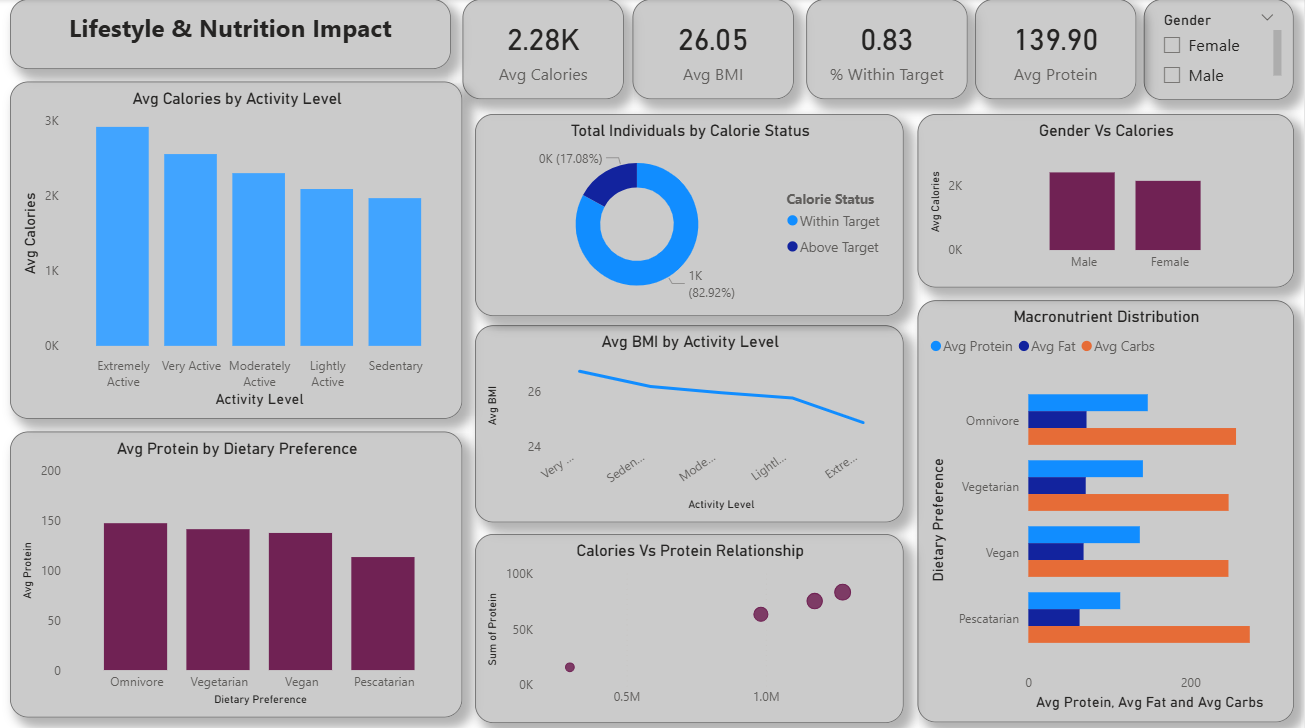 Lifestyle & Nutrition Impact
2.28K
Avg Calories
26.05
Avg BMI
0.83
% Within Target
139.90
Avg Protein
Gender
Female
Male
Avg Calories by Activity Level
Avg Calories
3K
2K
1K
0K
Extremely
Active
Very Active
Moderately
Active
Lightly
Active
Sedentary
Activity Level
Total Individuals by Calorie Status
0K (17.08%)
1K
(82.92%)
Calorie Status
Within Target
Above Target
Gender Vs Calories
Avg Calories
2K
0K
Male
Female
Avg BMI by Activity Level
Avg BMI
26
24
Very ...
Seden...
Mode...
Lightl...
Extre...
Activity Level
Macronutrient Distribution
Avg Protein
Avg Fat
Avg Carbs
Dietary Preference
Omnivore
Vegetarian
Vegan
Pescatarian
0
200
Avg Protein, Avg Fat and Avg Carbs
Avg Protein by Dietary Preference
Avg Protein
200
150
100
50
0
Omnivore
Vegetarian
Vegan
Pescatarian
Dietary Preference
Calories Vs Protein Relationship
Sum of Protein
100K
50K
0K
0.5M
1.0M